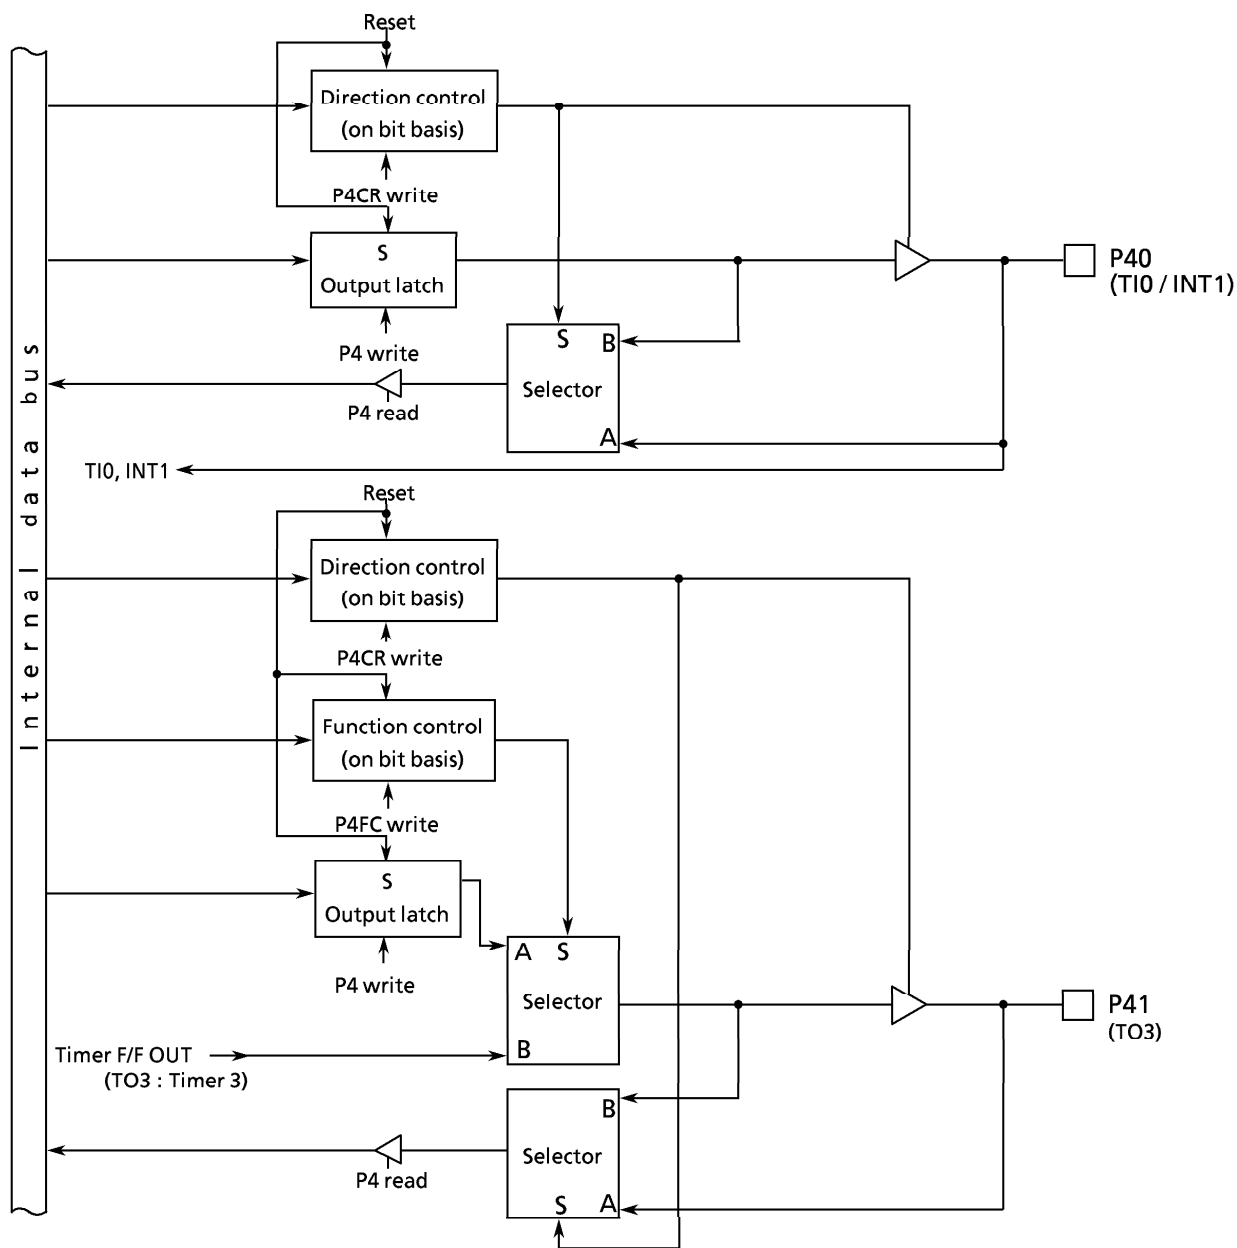 Reset
Direction control
(on bit basis)
P4CR write
S
Output latch
P40
(TI0 / INT1)
P4 write
S
B
Selector
A
P4 read
TI0, INT1
Internal data bus
Reset
Direction control
(on bit basis)
P4CR write
Function control
(on bit basis)
P4FC write
S
Output latch
P4 write
A
S
Selector
B
P41
(TO3)
Timer F/F OUT
(TO3 : Timer 3)
B
Selector
S
A
P4 read